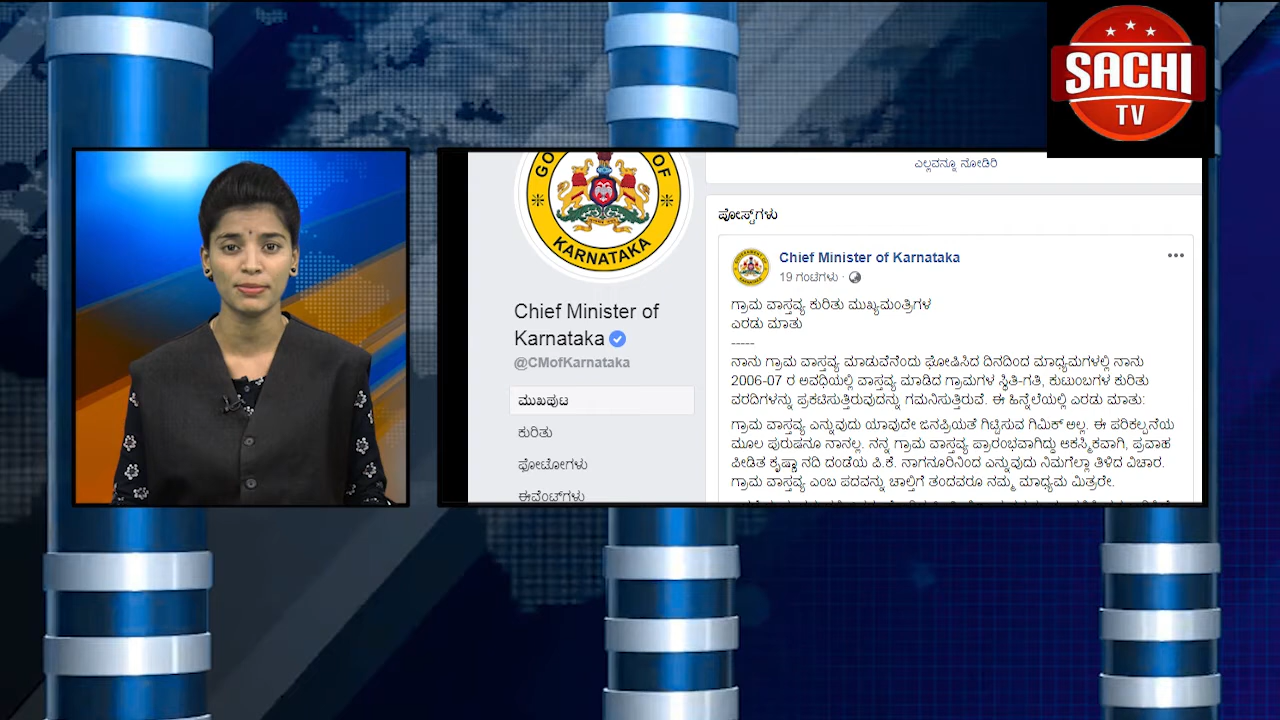 SACHI
TV
GO
OF
KARNATAKA
Chief Minister of
Karnataka
@CMofKarnataka
ಮುಖಪುಟ
ಕುರಿತು
ಫೋಟೋಗಳು
ಈವೆಂಟ್‌ಗಳು
ಎಲ್ಲವನ್ನೂ ನೋಡಿರಿ
ಪೋಸ್ಟ್‌ಗಳು
Chief Minister of Karnataka
19 ಗಂಟೆಗಳು ·
ಗ್ರಾಮ ವಾಸ್ತವ್ಯ ಕುರಿತು ಮುಖ್ಯಮಂತ್ರಿಗಳ
ಎರಡು ಮಾತು
-----
ನಾನು ಗ್ರಾಮ ವಾಸ್ತವ್ಯ ಮಾಡುವೆನೆಂದು ಘೋಷಿಸಿದ ದಿನದಿಂದ ಮಾಧ್ಯಮಗಳಲ್ಲಿ ನಾನು
2006-07 ರ ಅವಧಿಯಲ್ಲಿ ವಾಸ್ತವ್ಯ ಮಾಡಿದ ಗ್ರಾಮಗಳ ಸ್ಥಿತಿ-ಗತಿ, ಕುಟುಂಬಗಳ ಕುರಿತು
ವರದಿಗಳನ್ನು ಪ್ರಕಟಿಸುತ್ತಿರುವುದನ್ನು ಗಮನಿಸುತ್ತಿರುವೆ. ಈ ಹಿನ್ನೆಲೆಯಲ್ಲಿ ಎರಡು ಮಾತು:
ಗ್ರಾಮ ವಾಸ್ತವ್ಯ ಎನ್ನುವುದು ಯಾವುದೇ ಜನಪ್ರಿಯತೆ ಗಿಟ್ಟಿಸುವ ಗಿಮಿಕ್ ಅಲ್ಲ. ಈ ಪರಿಕಲ್ಪನೆಯ
ಮೂಲ ಪುರುಷನೂ ನಾನಲ್ಲ. ನನ್ನ ಗ್ರಾಮ ವಾಸ್ತವ್ಯ ಪ್ರಾರಂಭವಾಗಿದ್ದು ಆಕಸ್ಮಿಕವಾಗಿ, ಪ್ರವಾಹ
ಪೀಡಿತ ಕೃಷ್ಣಾ ನದಿ ದಂಡೆಯ ಪಿ.ಕೆ. ನಾಗನೂರಿನಿಂದ ಎನ್ನುವುದು ನಿಮಗೆಲ್ಲಾ ತಿಳಿದ ವಿಚಾರ.
ಗ್ರಾಮ ವಾಸ್ತವ್ಯ ಎಂಬ ಪದವನ್ನು ಚಾಲ್ತಿಗೆ ತಂದವರೂ ನಮ್ಮ ಮಾಧ್ಯಮ ಮಿತ್ರರೇ.